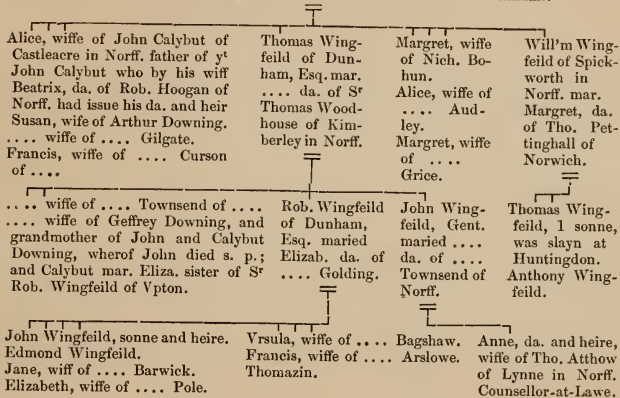 Alice, wiffe of John Calybut of
Castleacre in Norff. father of yt
John Calybut who by his wiff
Beatrix, da. of Rob. Hoogan of
Norff. had issue his da. and heir
Susan, wife of Arthur Downing.
.... wiffe of .... Gilgate.
Francis, wiffe of .... Curson
of ....
Thomas Wing-
feild of Dun-
ham, Esq. mar.
.... da. of Sr
Thomas Wood-
house of Kim-
berley in Norff.
Margret, wiffe
of Nich. Bo-
hun.
Alice, wiffe of
.... Aud-
ley.
Margret, wiffe
of ....
Grice.
Will'm Wing-
feild of Spick-
worth in
Norff. mar.
Margret, da.
of Tho. Pet-
tinghall of
Norwich.
.... wiffe of .... Townsend of ....
.... wiffe of Geffrey Downing, and
grandmother of John and Calybut
Downing, wherof John died s. p.;
and Calybut mar. Eliza. sister of Sr
Rob. Wingfeild of Vpton.
Rob. Wingfeild
of Dunham,
Esq. maried
Elizab. da. of
.... Golding.
John Wing-
feild, Gent.
maried ....
da. of ....
Townsend of
Norff.
Thomas Wing-
feild, 1 sonne,
was slayn at
Huntingdon.
Anthony Wing-
feild.
John Wingfeild, sonne and heire.
Edmond Wingfeild.
Jane, wiff of .... Barwick.
Elizabeth, wiffe of .... Pole.
Vrsula, wiffe of .... Bagshaw.
Francis, wiffe of .... Arslowe.
Thomazin.
Anne, da. and heire,
wiffe of Tho. Atthow
of Lynne in Norff.
Counsellor-at-Lawe.